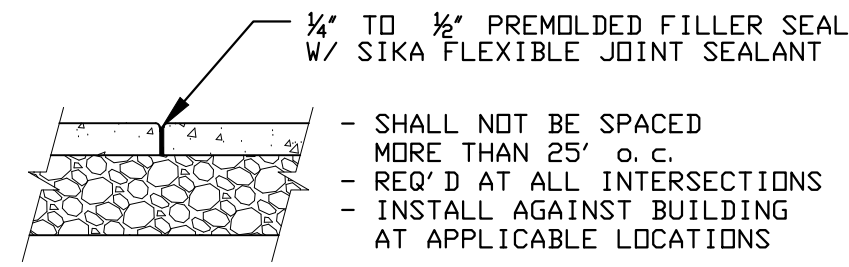 ¼" TO ½" PREMOLDED FILLER SEAL
W/ SIKA FLEXIBLE JOINT SEALANT
- SHALL NOT BE SPACED
MORE THAN 25' o.c.
- REQ'D AT ALL INTERSECTIONS
- INSTALL AGAINST BUILDING
AT APPLICABLE LOCATIONS